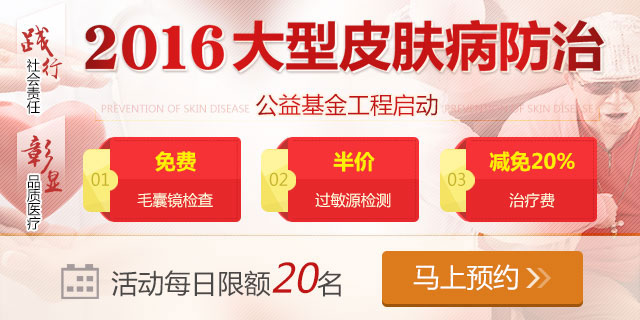 践行
社会责任
彰显
品质医疗
2016大型皮肤病防治
PREVENTION OF SKIN DISEASE
公益基金工程启动
PREVENTION OF SKIN DISEASE
01
免费
毛囊镜检查
02
半价
过敏源检测
03
减免20%
治疗费
活动每日限额20名
马上预约